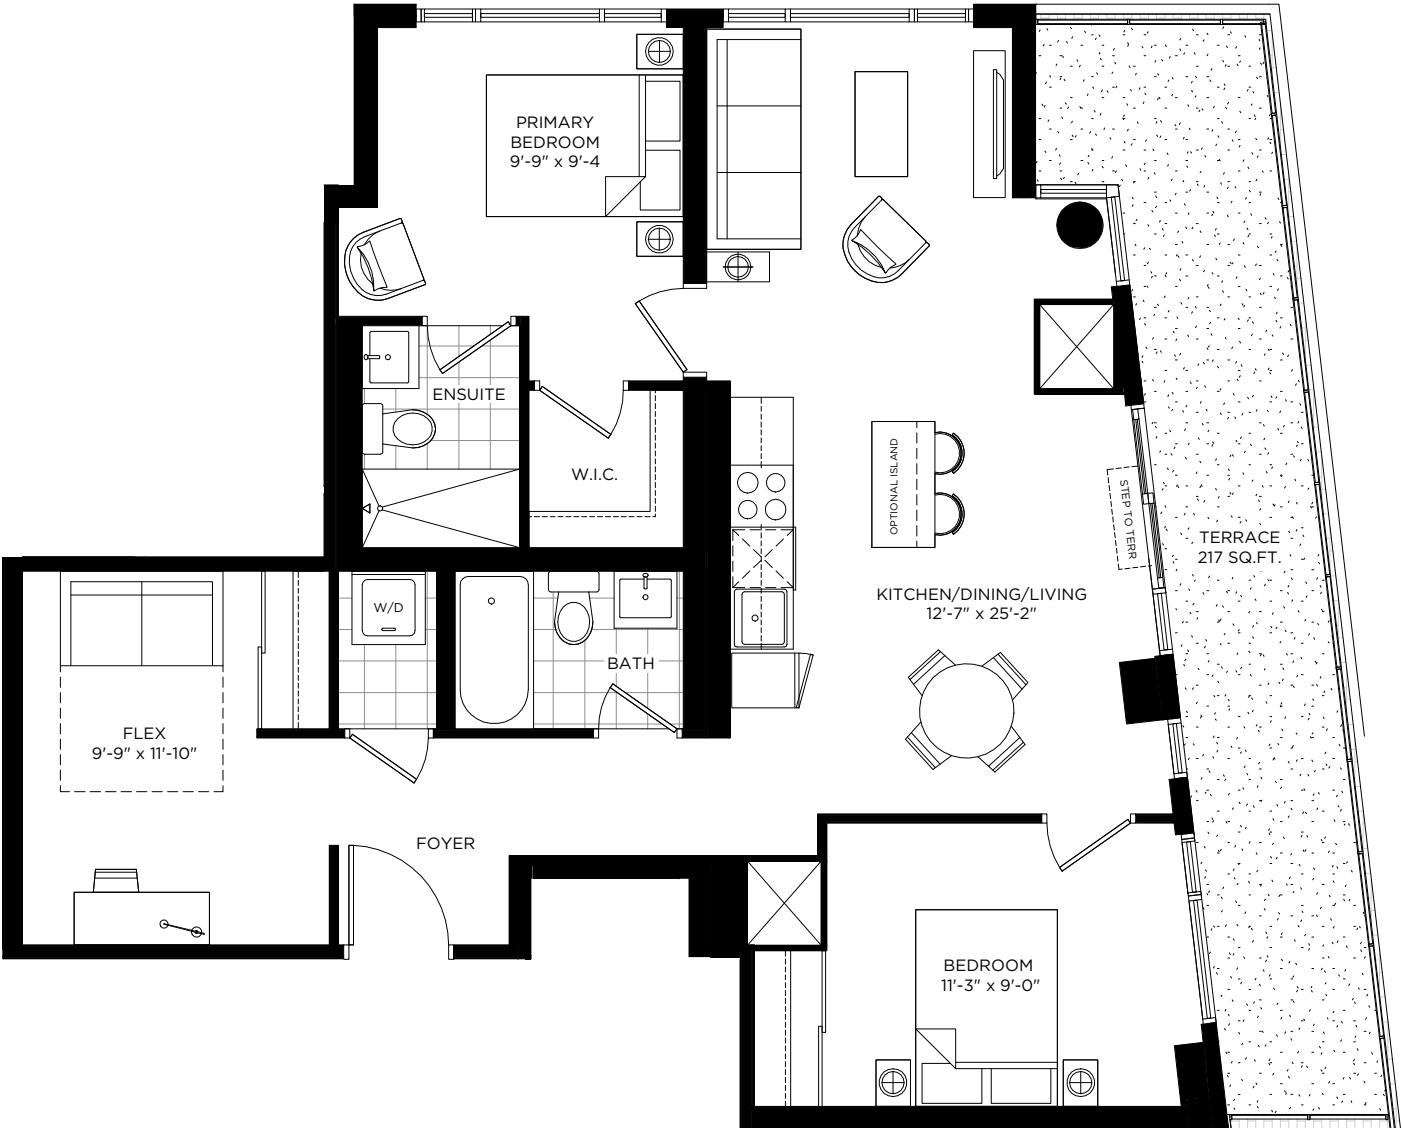 PRIMARY
BEDROOM
9'-9" x 9'-4
ENSUITE
W.I.C.
OPTIONAL ISLAND
STEP TO TERR
TERRACE
217 SQ.FT.
KITCHEN/DINING/LIVING
12'-7" x 25'-2"
W/D
BATH
FLEX
9'-9" x 11'-10"
FOYER
BEDROOM
11'-3" x 9'-0"